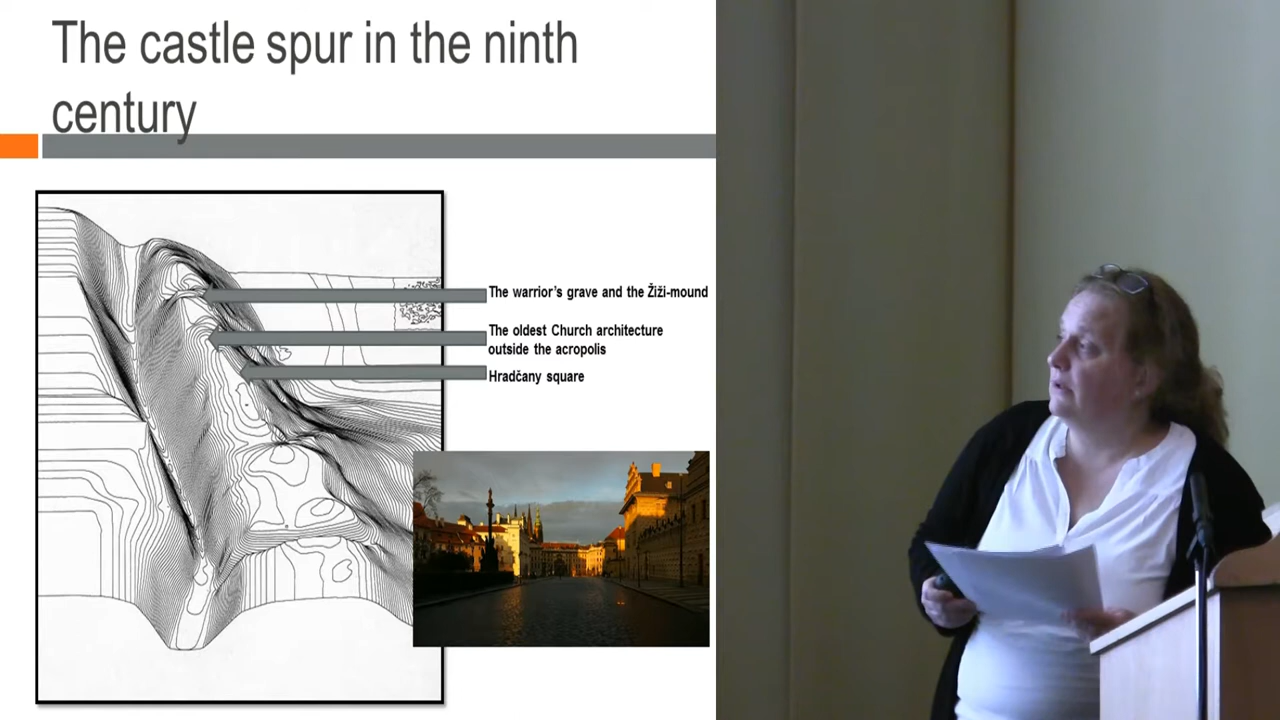 The castle spur in the ninth
century
The warrior's grave and the Žiži-mound
The oldest Church architecture
outside the acropolis
Hradčany square